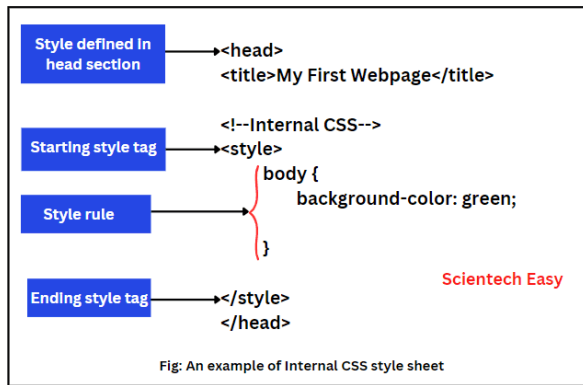 Style defined in
head section
<head>
<title>My First Webpage</title>
<!--Internal CSS-->
Starting style tag
<style>
body {
background-color: green;
Style rule
}
Scientech Easy
Ending style tag
</style>
</head>
Fig: An example of Internal CSS style sheet